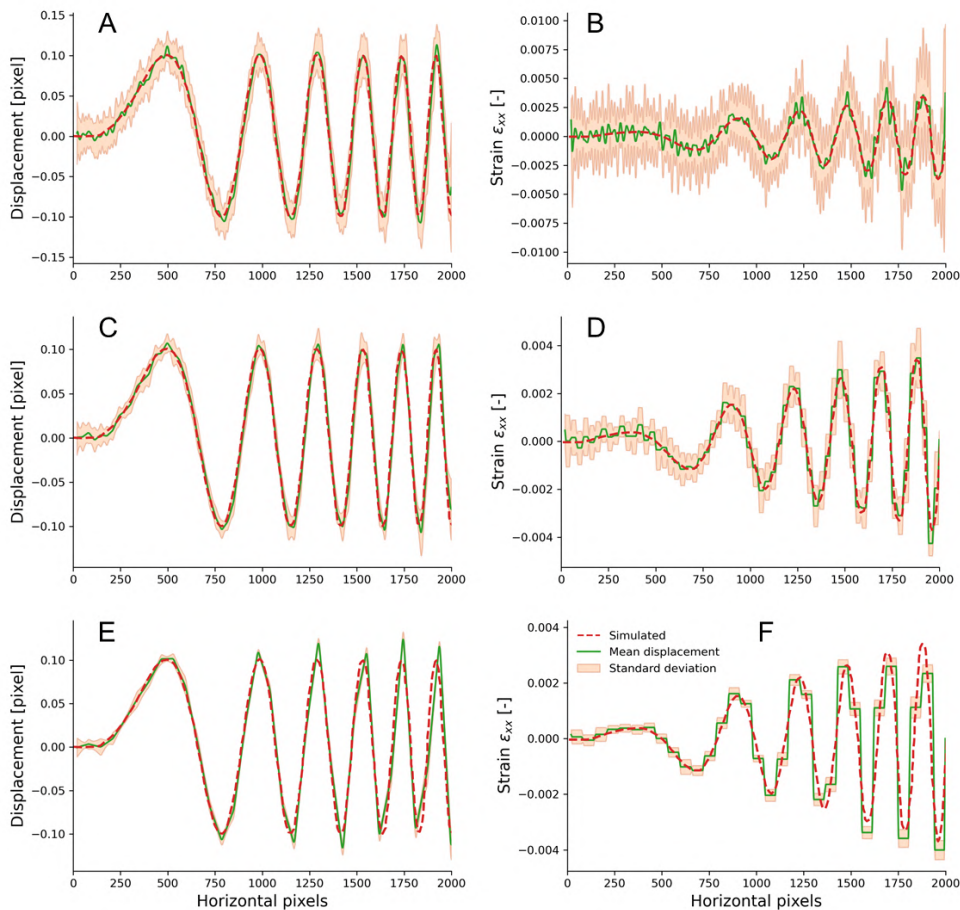 A
Displacement [pixel]
0.15
0.10
0.05
0.00
−0.05
−0.10
−0.15
0 250 500 750 1000 1250 1500 1750 2000
B
Strain εxx [-]
0.0100
0.0075
0.0050
0.0025
0.0000
−0.0025
−0.0050
−0.0075
−0.0100
0 250 500 750 1000 1250 1500 1750 2000
C
Displacement [pixel]
0.10
0.05
0.00
−0.05
−0.10
0 250 500 750 1000 1250 1500 1750 2000
D
Strain εxx [-]
0.004
0.002
0.000
−0.002
−0.004
0 250 500 750 1000 1250 1500 1750 2000
E
Displacement [pixel]
0.10
0.05
0.00
−0.05
−0.10
0 250 500 750 1000 1250 1500 1750 2000
Horizontal pixels
F
Simulated
Mean displacement
Standard deviation
Strain εxx [-]
0.004
0.002
0.000
−0.002
−0.004
0 250 500 750 1000 1250 1500 1750 2000
Horizontal pixels